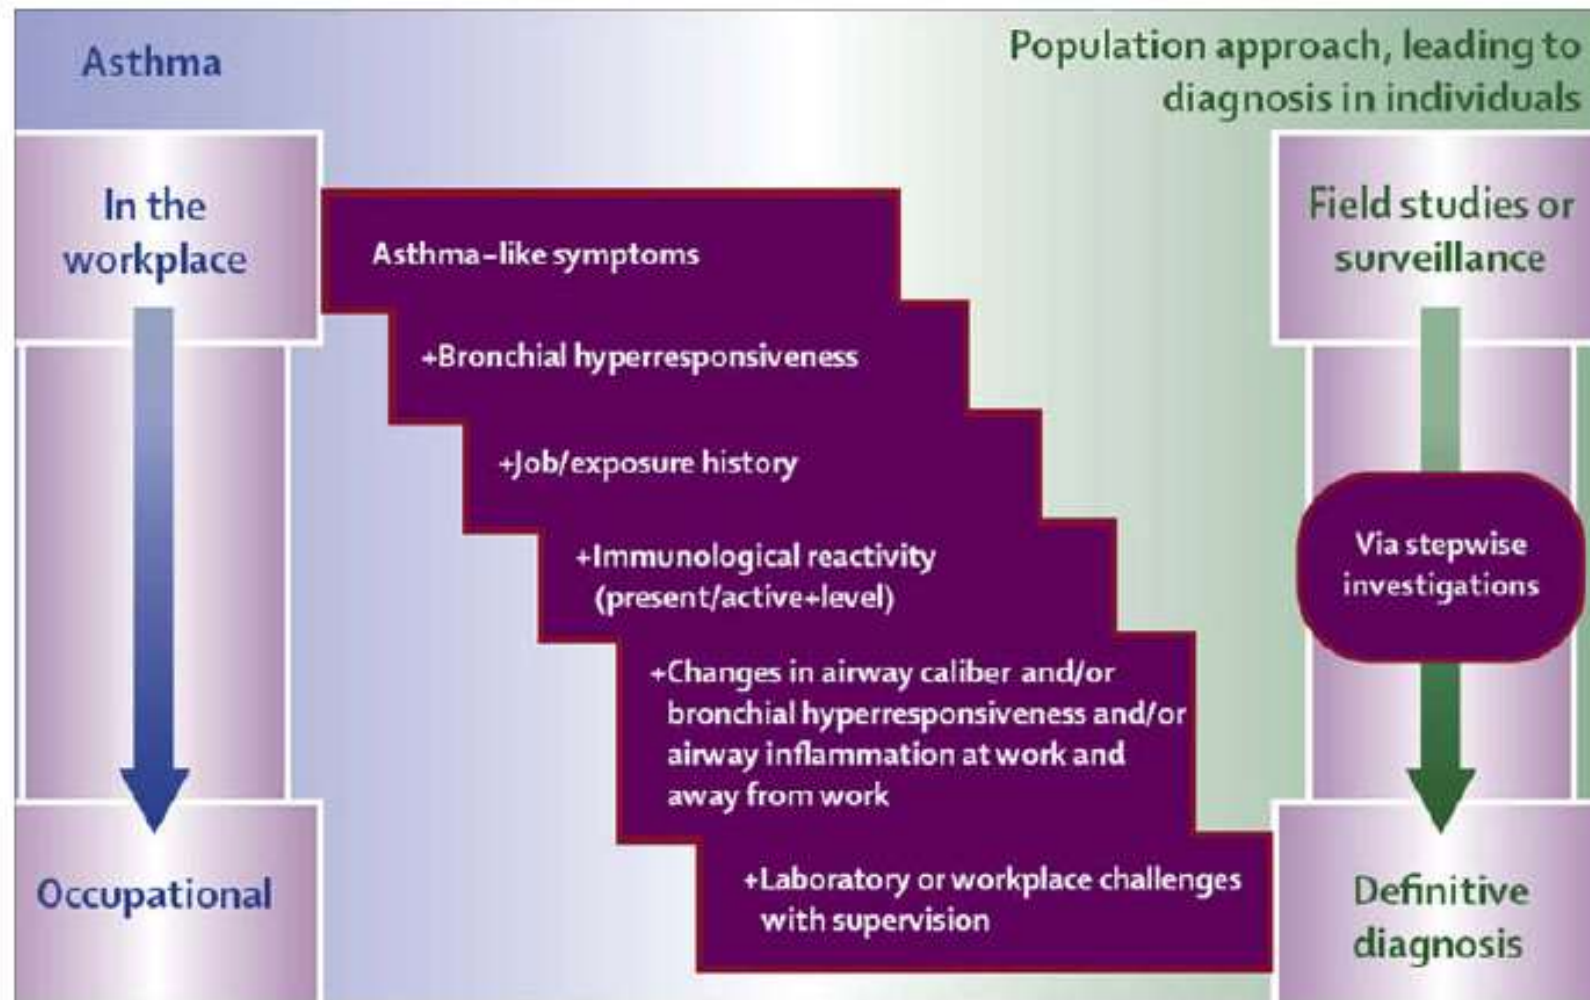 Asthma
Population approach, leading to
diagnosis in individuals
In the
workplace
Field studies or
surveillance
Asthma-like symptoms
+Bronchial hyperresponsiveness
+Job/exposure history
+Immunological reactivity
(present/active+level)
Via stepwise
investigations
+Changes in airway caliber and/or
bronchial hyperresponsiveness and/or
airway inflammation at work and
away from work
Occupational
+Laboratory or workplace challenges
with supervision
Definitive
diagnosis